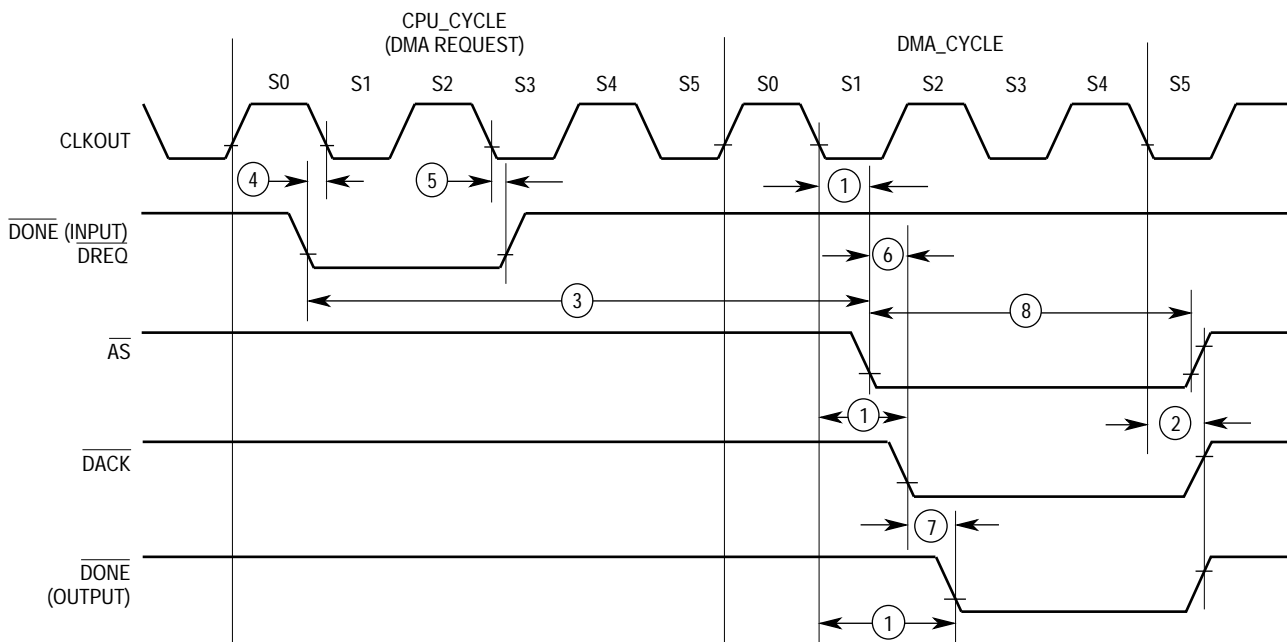 CPU_CYCLE
(DMA REQUEST)
DMA_CYCLE
S0 S1 S2 S3 S4 S5 S0 S1 S2 S3 S4 S5
CLKOUT
4 5 1
DONE (INPUT)
DREQ
6
3 8
AS
1 2
DACK
7
DONE
(OUTPUT)
1